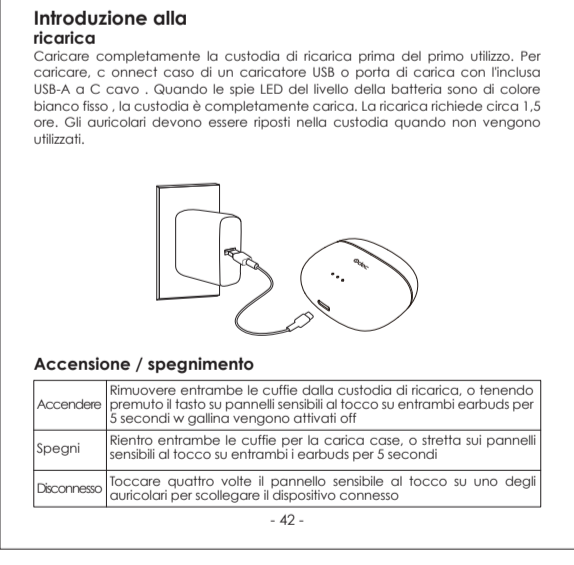 Introduzione alla
ricarica
Caricare completamente la custodia di ricarica prima del primo utilizzo. Per
caricare, c onnect caso di un caricatore USB o porta di carica con l'inclusa
USB-A a C cavo . Quando le spie LED del livello della batteria sono di colore
bianco fisso , la custodia è completamente carica. La ricarica richiede circa 1,5
ore. Gli auricolari devono essere riposti nella custodia quando non vengono
utilizzati.
Accensione / spegnimento
Accendere
Rimuovere entrambe le cuffie dalla custodia di ricarica, o tenendo
premuto il tasto su pannelli sensibili al tocco su entrambi earbuds per
5 secondi w gallina vengono attivati off
Spegni
Rientro entrambe le cuffie per la carica case, o stretta sui pannelli
sensibili al tocco su entrambi i earbuds per 5 secondi
Disconnesso
Toccare quattro volte il pannello sensibile al tocco su uno degli
auricolari per scollegare il dispositivo connesso
- 42 -